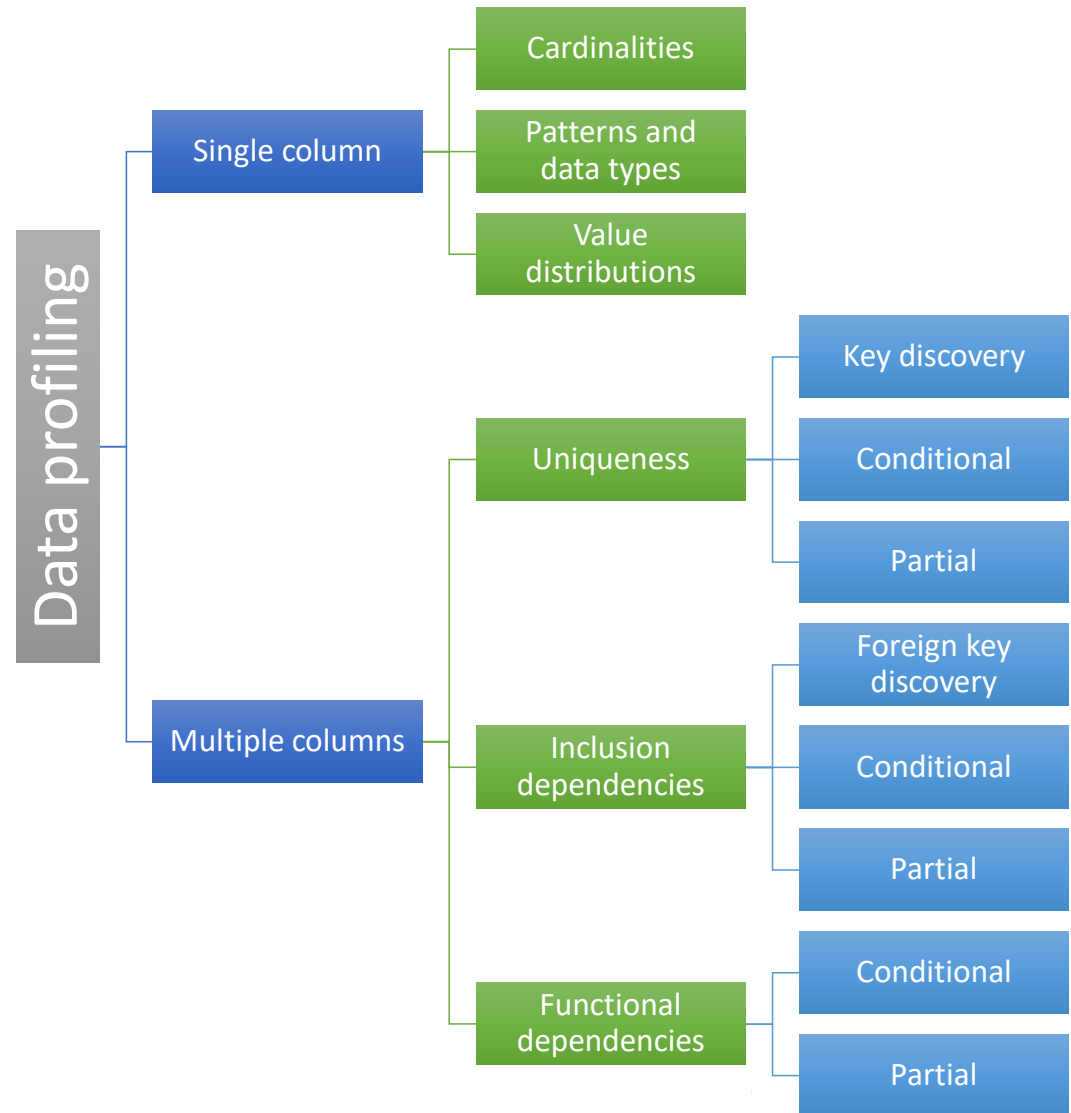 Data profiling
Single column
Cardinalities
Patterns and
data types
Value
distributions
Multiple columns
Uniqueness
Key discovery
Conditional
Partial
Inclusion
dependencies
Foreign key
discovery
Conditional
Partial
Functional
dependencies
Conditional
Partial